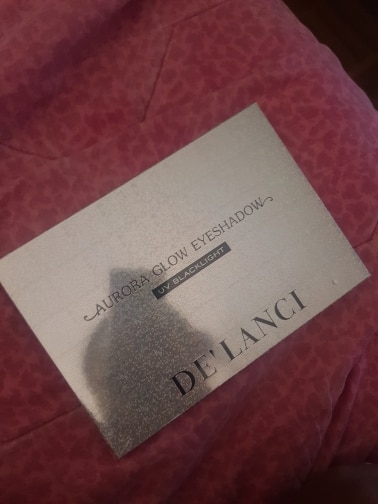 AURORA GLOW EYESHADOW
UV BLACKLIGHT
DE'LANCI